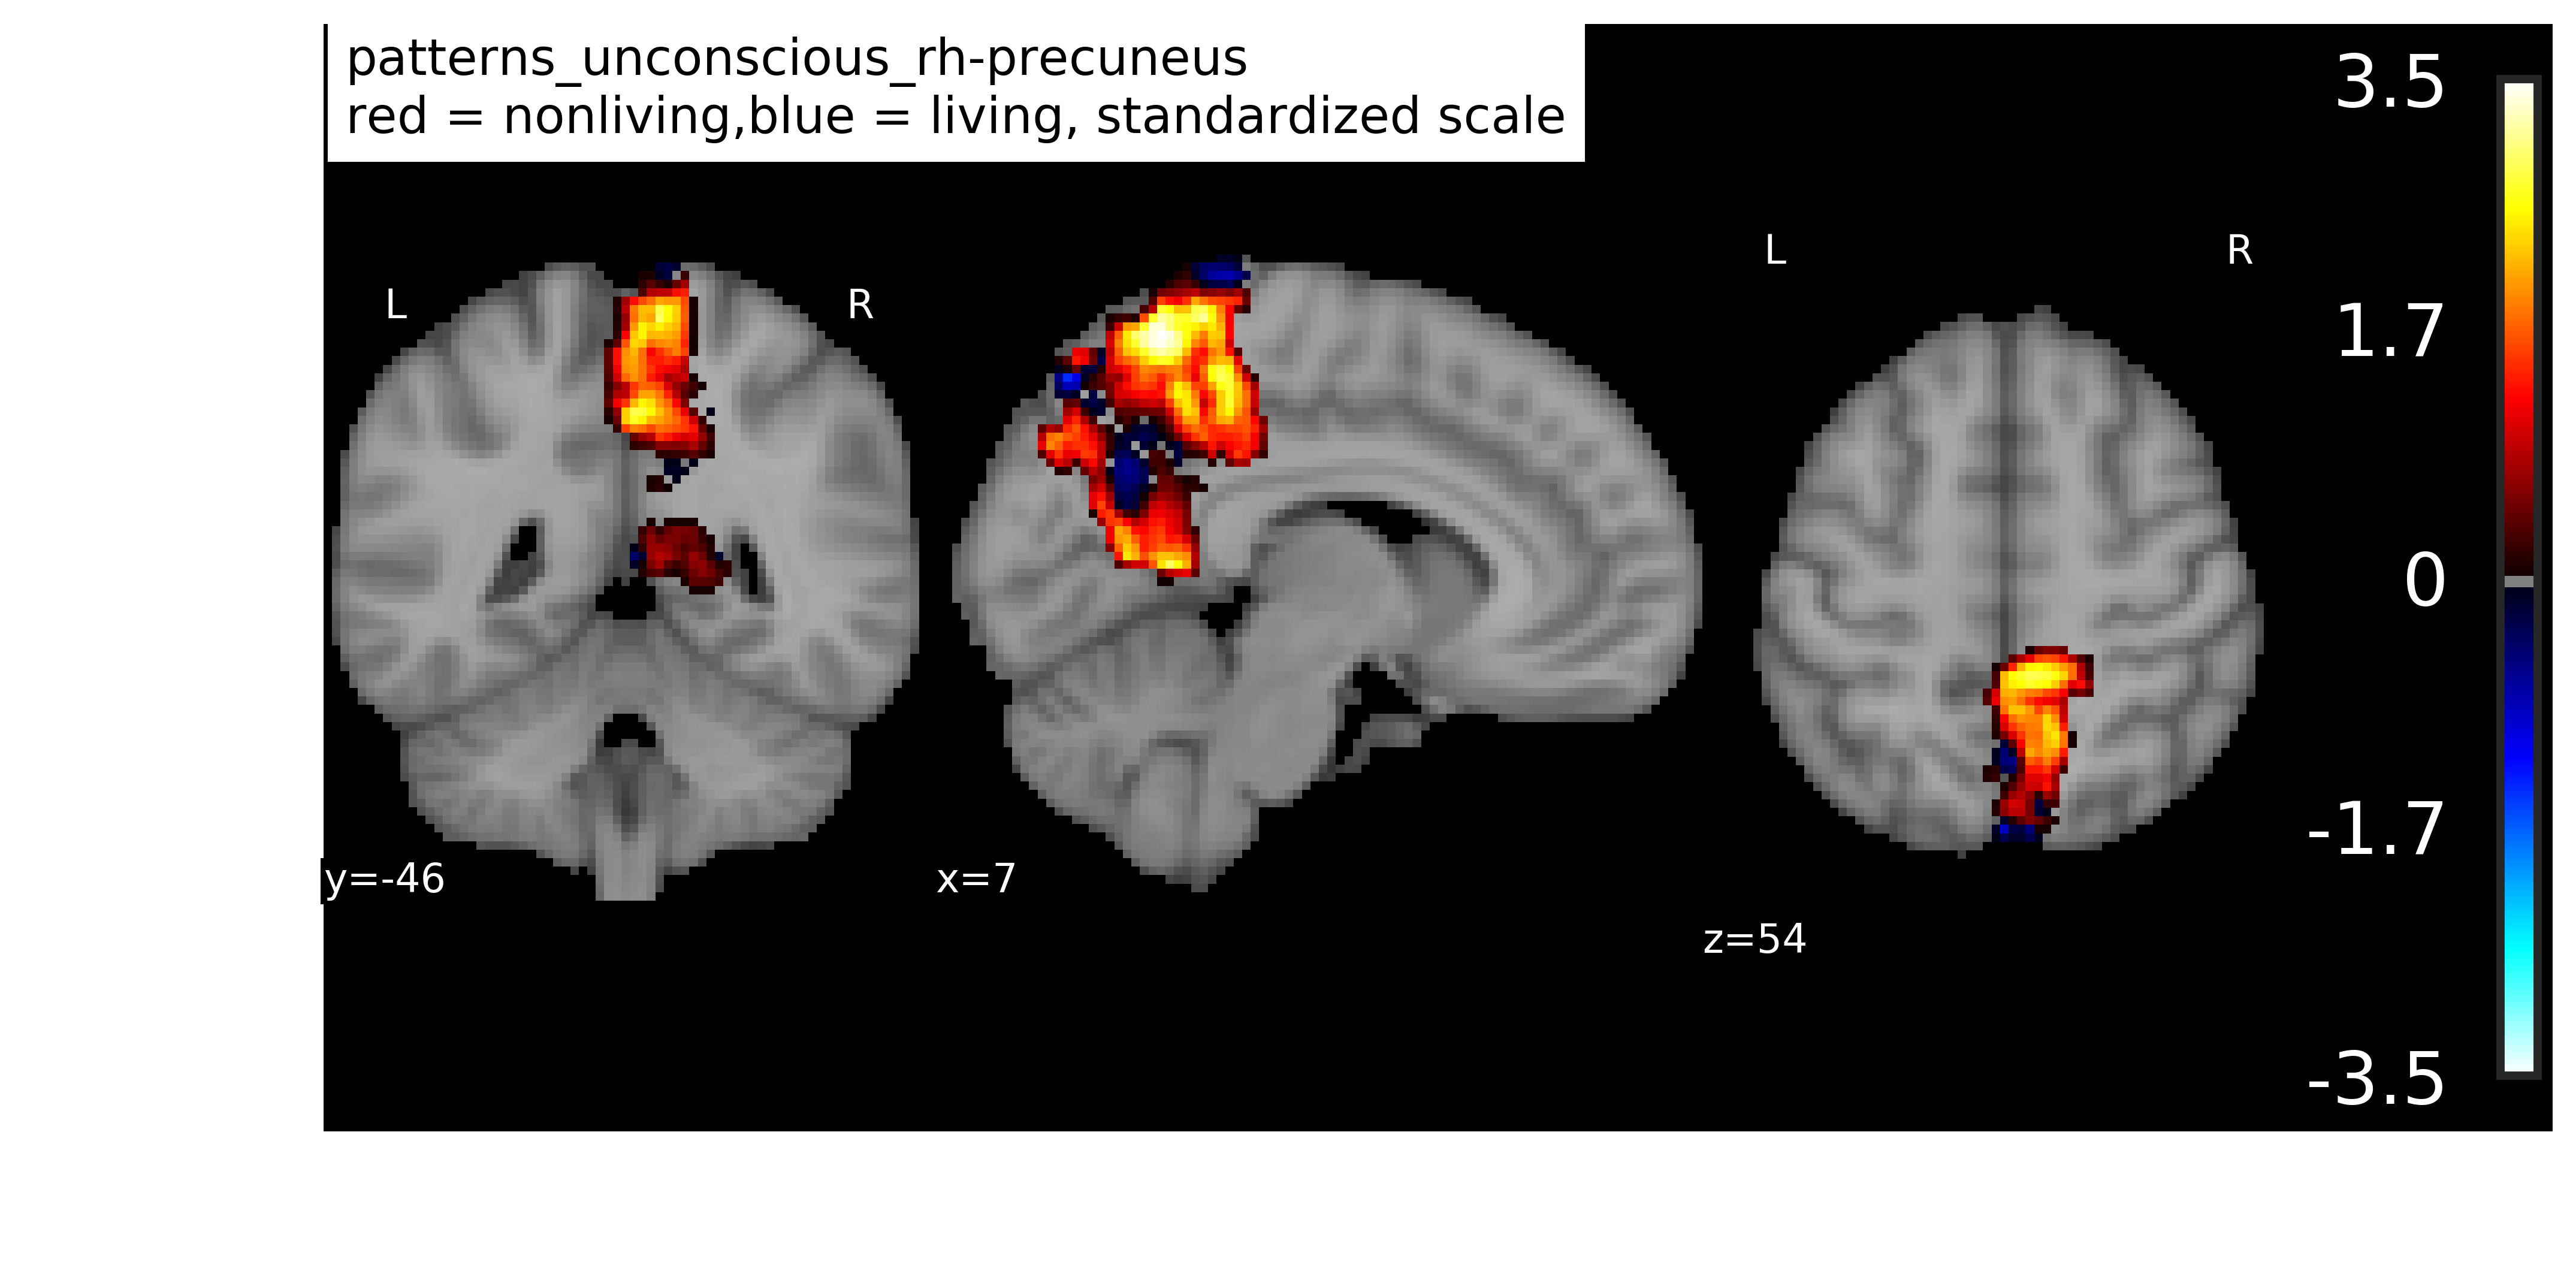 patterns_unconscious_rh-precuneus
red = nonliving,blue = living, standardized scale
3.5
L R
L R
1.7
0
-1.7
y=-46 x=7
z=54
-3.5